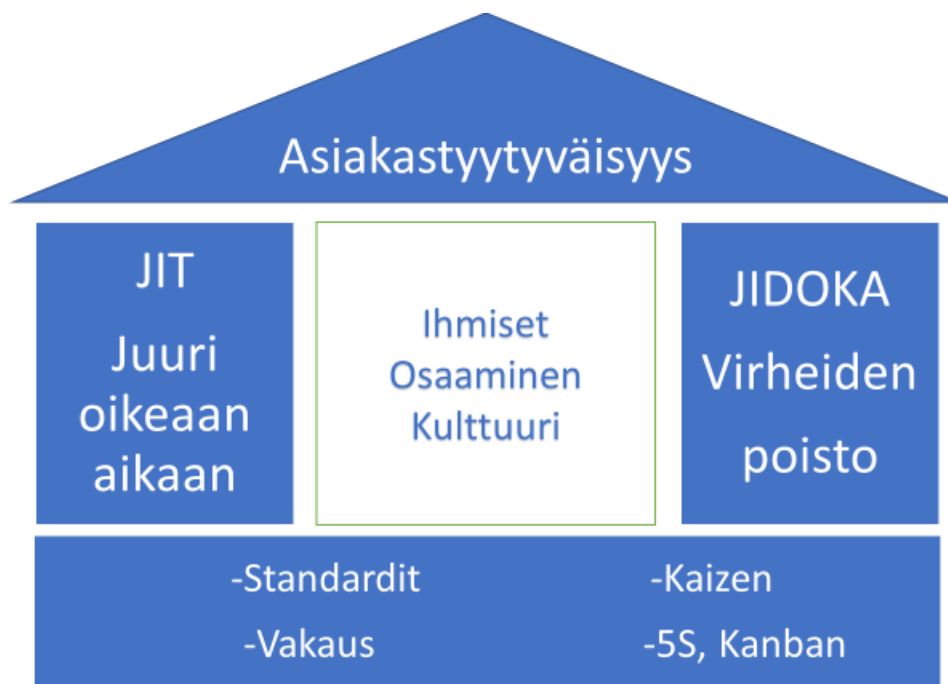 Asiakastyytyväisyys
JIT
Juuri
oikeaan
aikaan
Ihmiset
Osaaminen
Kulttuuri
JIDOKA
Virheiden
poisto
-Standardit
-Vakaus
-Kaizen
-5S, Kanban